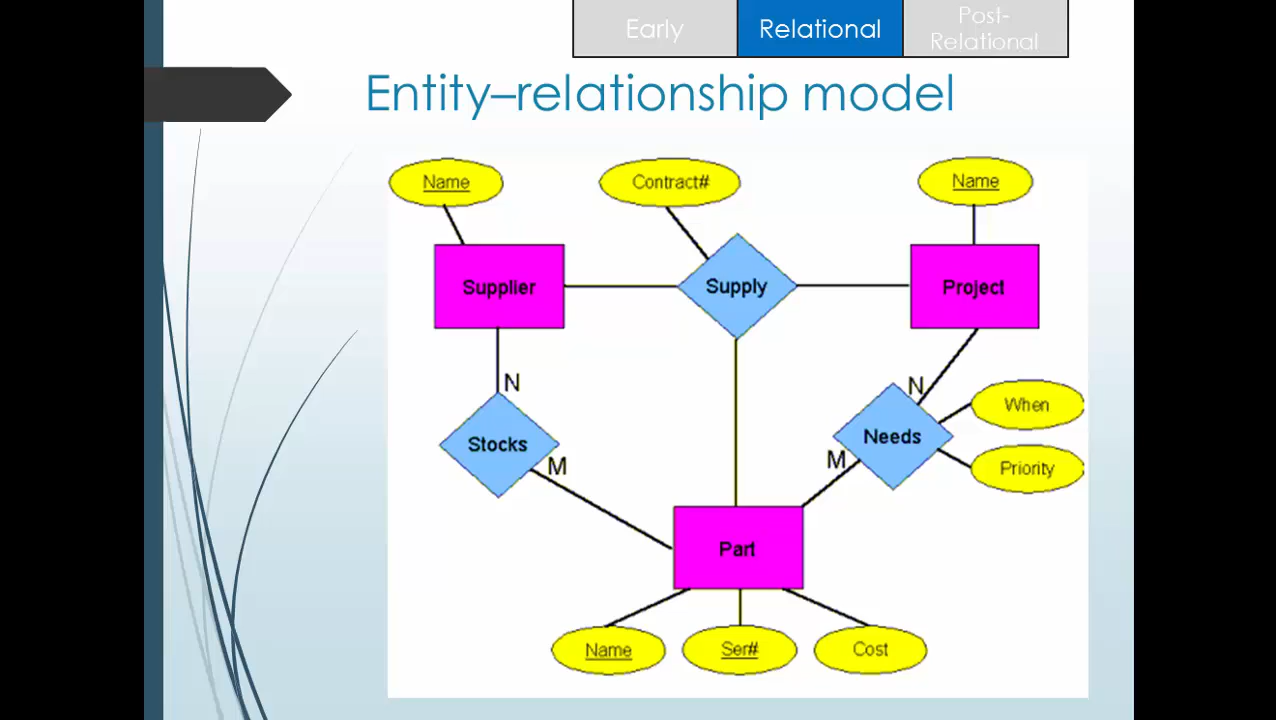 Early
Relational
Post-
Relational
Entity–relationship model
Name
Contract#
Name
Supplier
Supply
Project
N
N
When
Stocks
Needs
M
M
Priority
Part
Name
Ser#
Cost